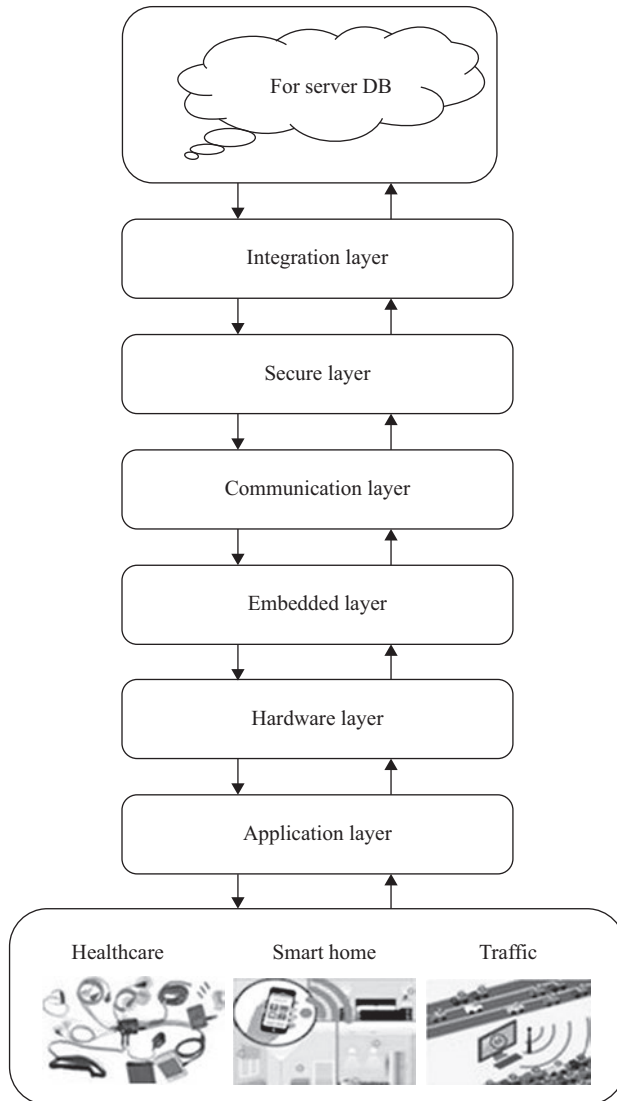 For server DB
Integration layer
Secure layer
Communication layer
Embedded layer
Hardware layer
Application layer
Healthcare
Smart home
Traffic